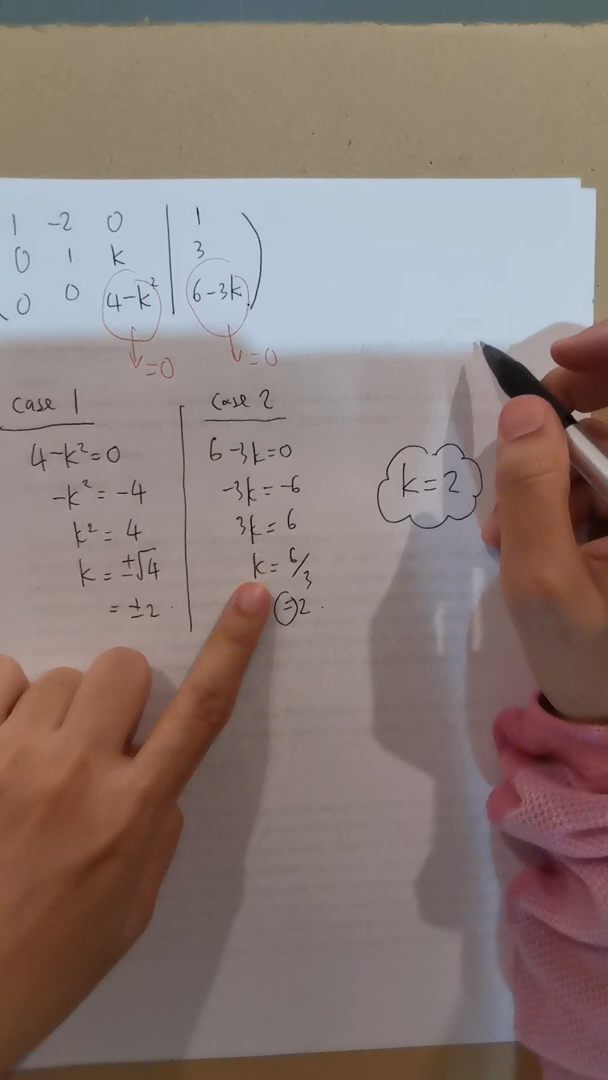 1 -2 0 | 1
0 1 k | 3
0 0 4-k² | 6-3k
=0 =0
case 1
4-k²=0
-k² = -4
k² = 4
k = ±√4
= ±2.
case 2
6-3k=0
-3k=-6
3k=6
k=6/3
=2.
k=2